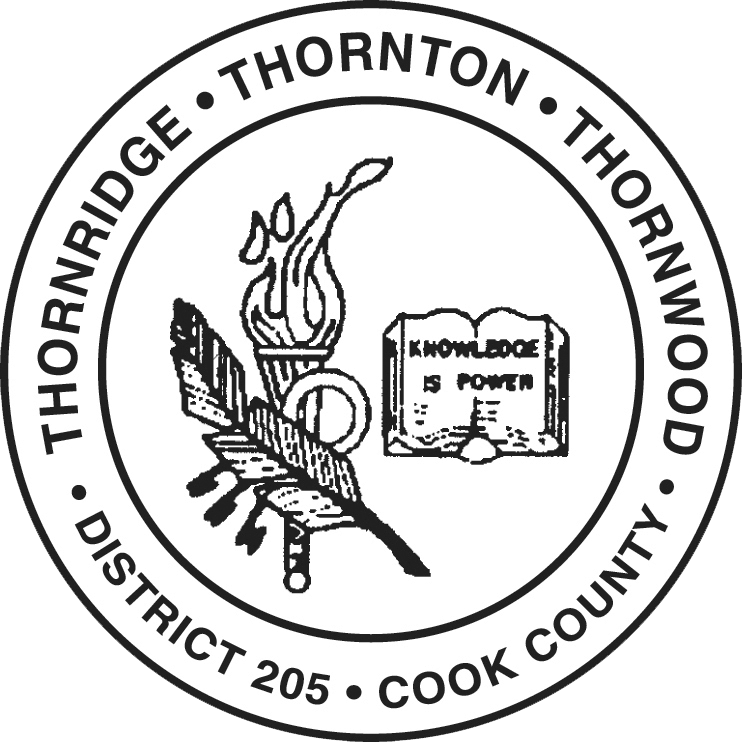 THORNRIDGE • THORNTON • THORNWOOD
• DISTRICT 205 • COOK COUNTY •
KNOWLEDGE
IS POWER